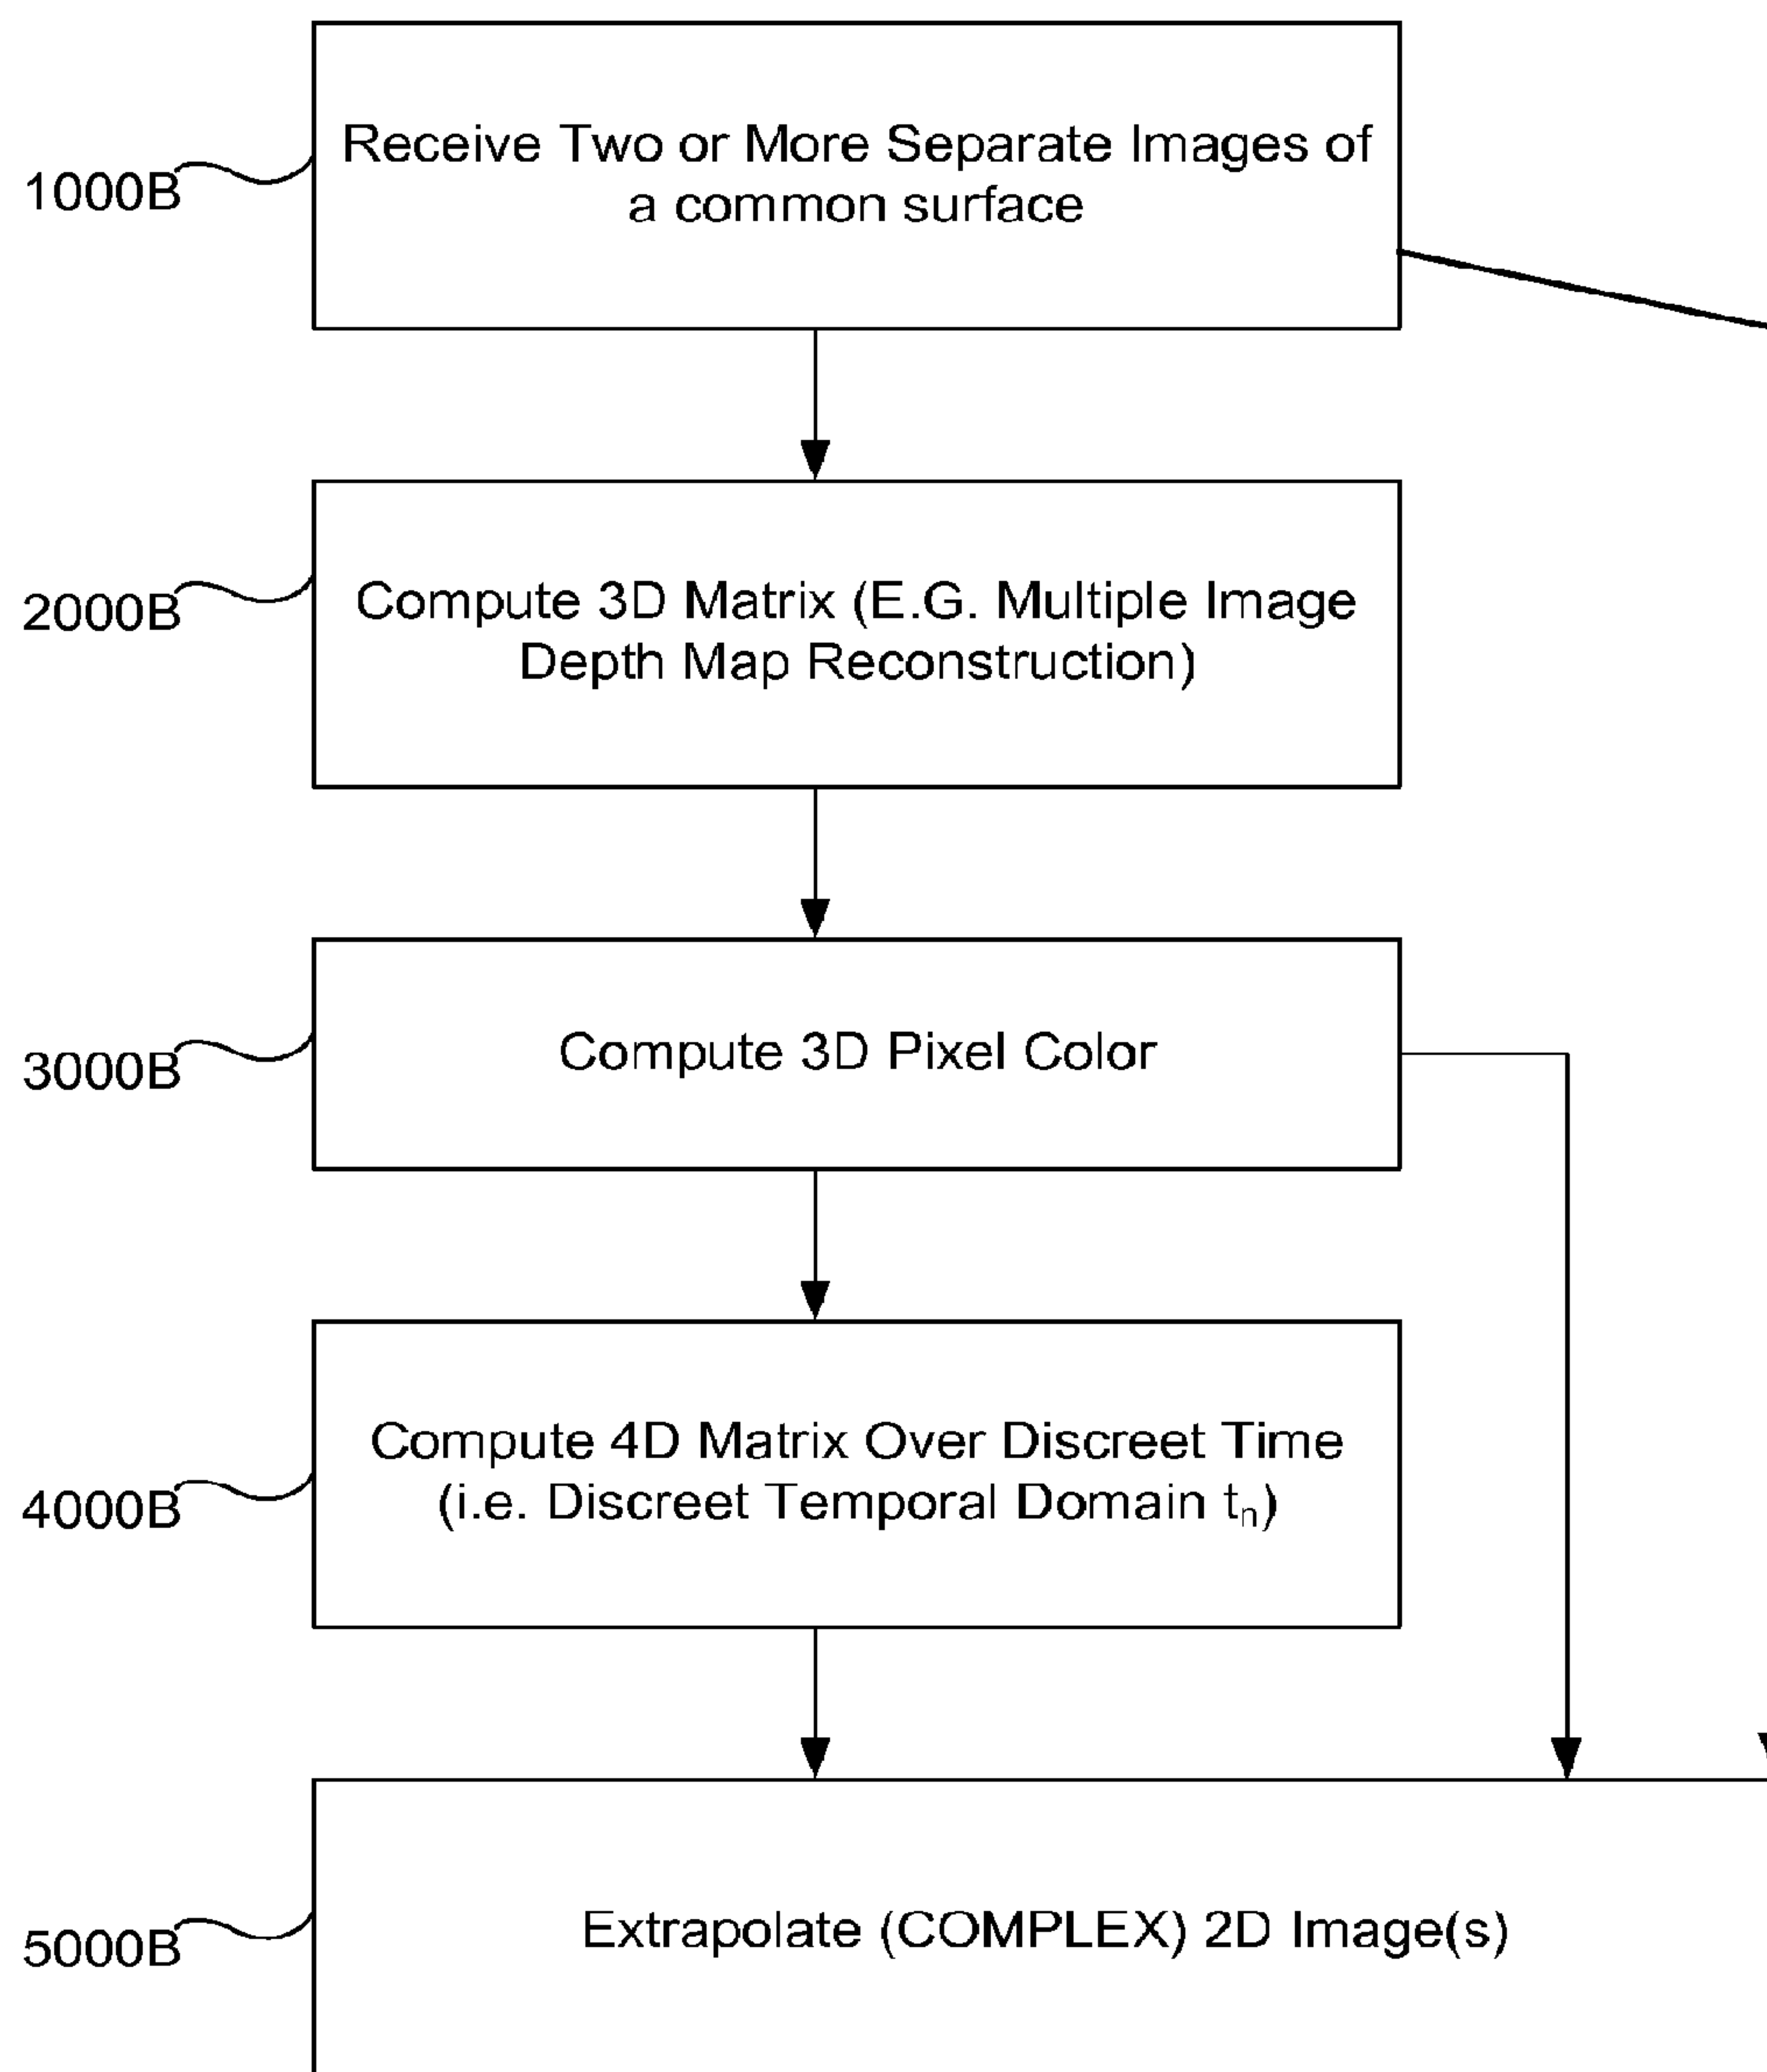 Receive Two or More Separate Images of
a common surface
1000B
Compute 3D Matrix (E.G. Multiple Image
Depth Map Reconstruction)
2000B
Compute 3D Pixel Color
3000B
Compute 4D Matrix Over Discreet Time
(i.e. Discreet Temporal Domain tn)
4000B
Extrapolate (COMPLEX) 2D Image(s)
5000B